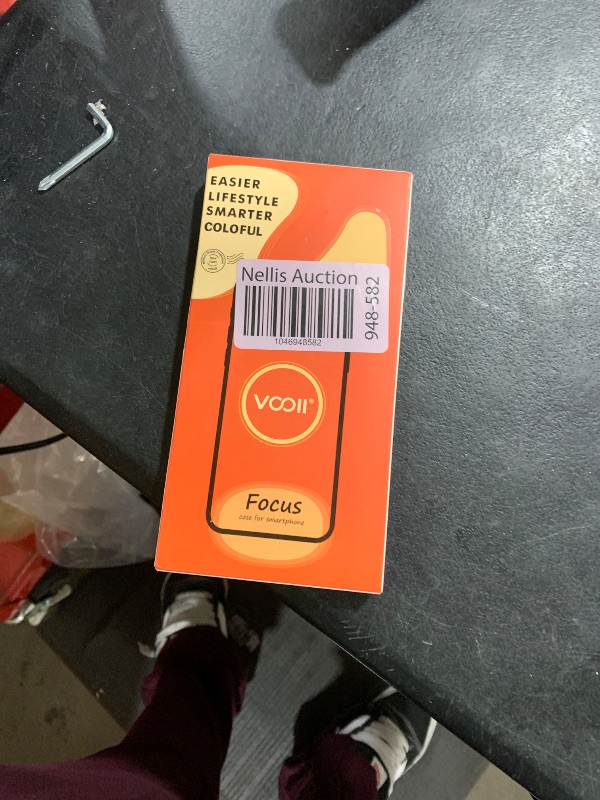 EASIER
LIFESTYLE
SMARTER
COLOFUL
Nellis Auction
1046948582
948-582
VOOII®
Focus
case for smartphone